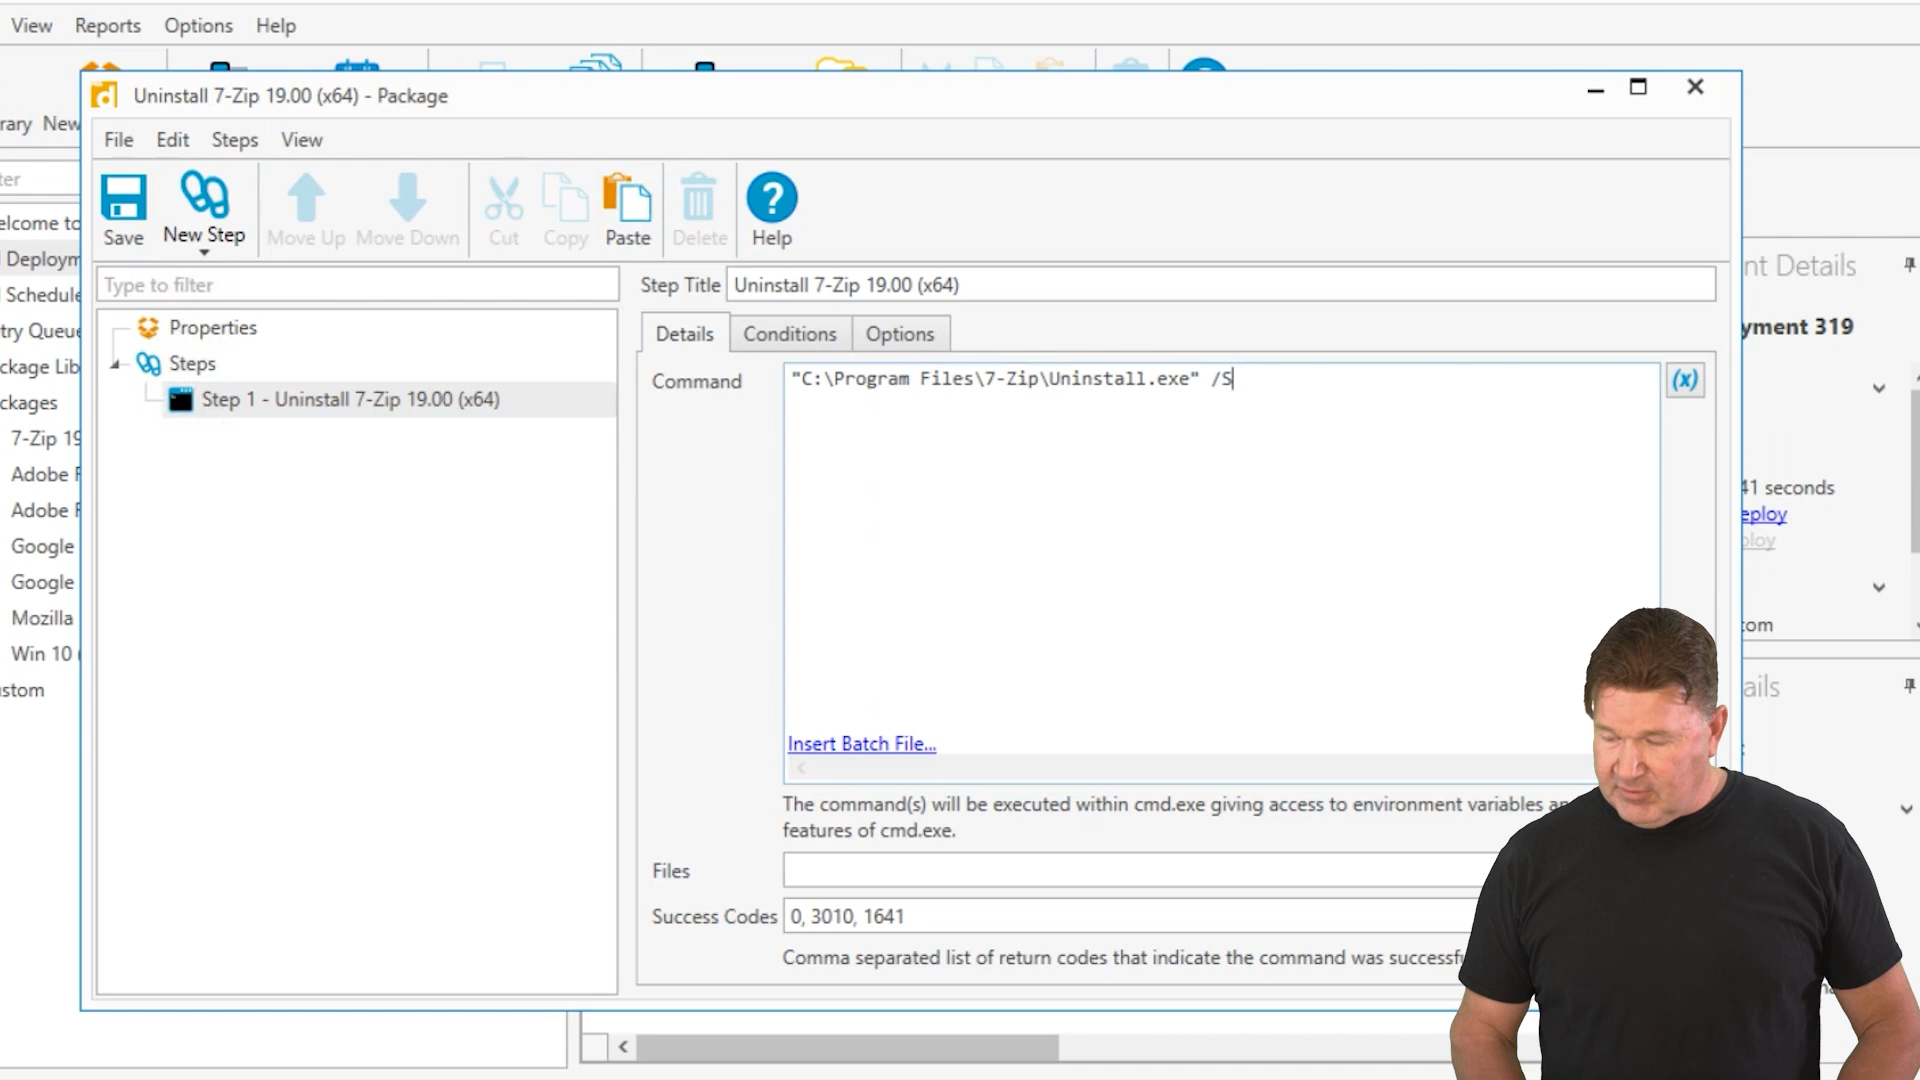 View Reports Options Help
rary New
Uninstall 7-Zip 19.00 (x64) - Package
File Edit Steps View
Save New Step Move Up Move Down Cut Copy Paste Delete Help
Type to filter
Step Title Uninstall 7-Zip 19.00 (x64)
Properties
Steps
Step 1 - Uninstall 7-Zip 19.00 (x64)
Details Conditions Options
Command
"C:\Program Files\7-Zip\Uninstall.exe" /S
(x)
Insert Batch File...
The command(s) will be executed within cmd.exe giving access to environment variables an
features of cmd.exe.
Files
Success Codes 0, 3010, 1641
Comma separated list of return codes that indicate the command was successf
ter
elcome to
Deploym
Schedule
try Queue
ckage Lib
ckages
7-Zip 19
Adobe F
Adobe F
Google
Google
Mozilla
Win 10
stom
nt Details
yment 319
41 seconds
eploy
ploy
com
ails